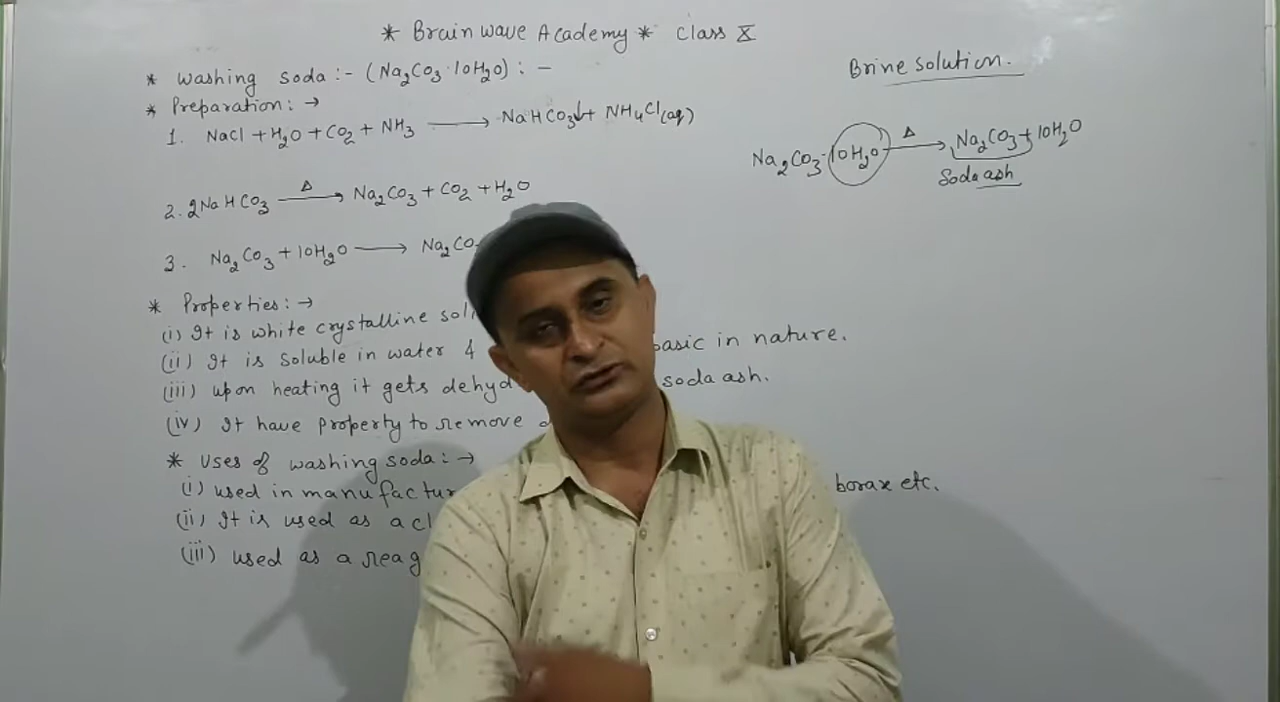 * Brain wave Academy * class X
* washing soda :- (Na₂CO₃·10H₂O) : -
* Preparation : →
1. NaCl + H₂O + CO₂ + NH₃ → NaHCO₃↓ + NH₄Cl(aq)
2. 2NaHCO₃ Δ→ Na₂CO₃ + CO₂ + H₂O
3. Na₂CO₃ + 10H₂O → Na₂CO
* Properties : →
(i) It is white crystalline soli
(ii) It is soluble in water & basic in nature.
(iii) upon heating it gets dehyd soda ash.
(iv) It have property to remove
* Uses of washing soda : →
(i) used in manufactur borax etc.
(ii) It is used as a cl
(iii) used as a reag
Brine solution.
Na₂CO₃·10H₂O Δ→ Na₂CO₃ + 10H₂O
Soda ash